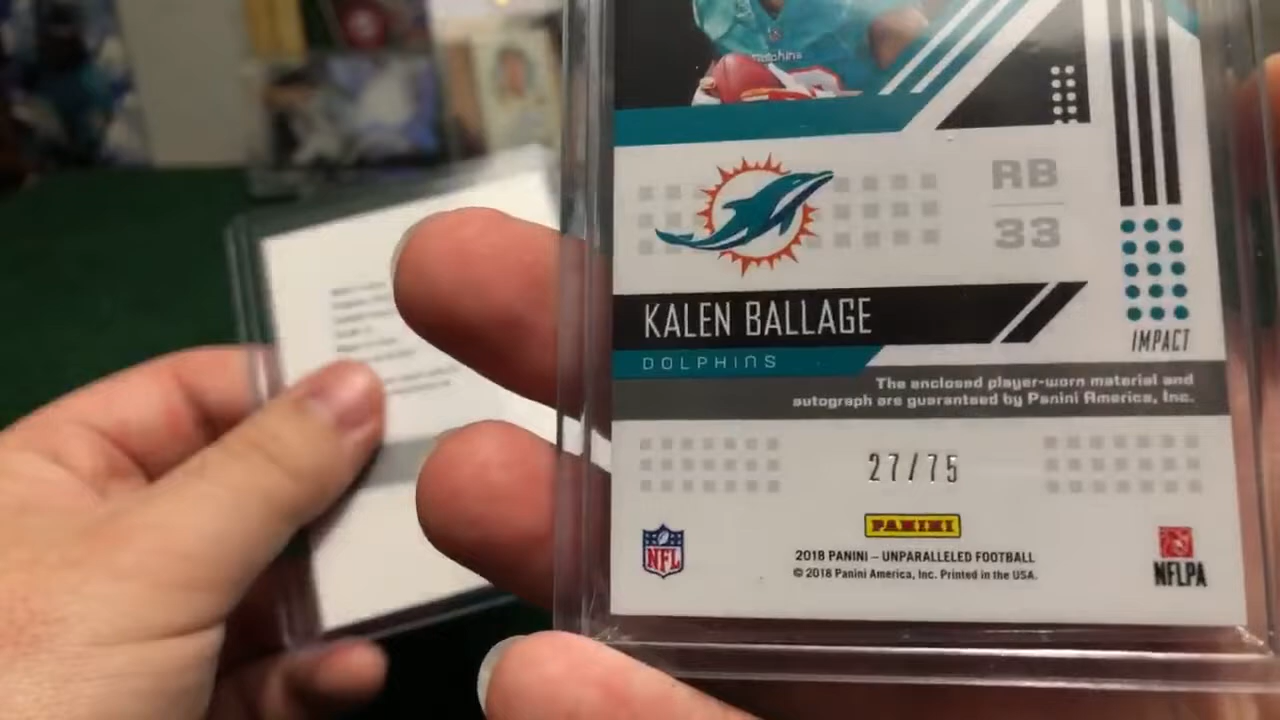 Dolphins
RB
33
KALEN BALLAGE
DOLPHINS
IMPACT
The enclosed player-worn material and
autograph are guaranteed by Panini America, Inc.
27/75
PANINI
NFL
2018 PANINI – UNPARALLELED FOOTBALL
© 2018 Panini America, Inc. Printed in the USA.
NFLPA